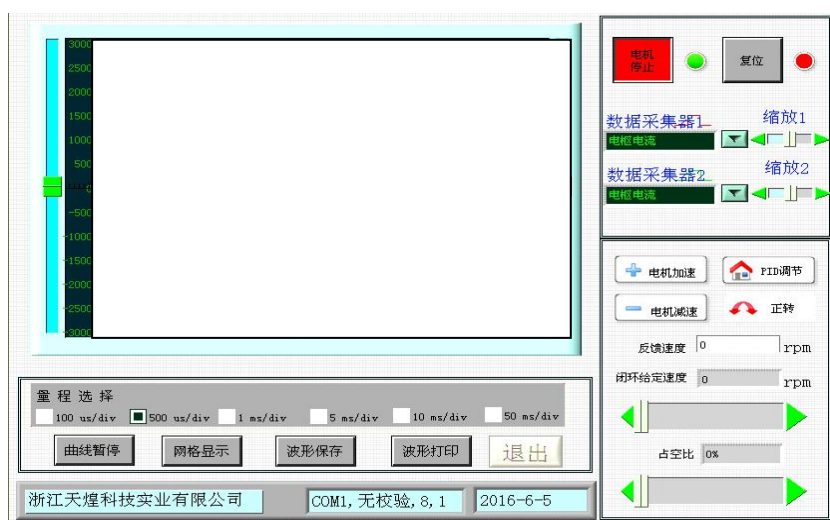 3000
2500
2000
1500
1000
500
0
-500
-1000
-1500
-2000
-2500
-3000
电机停止
复位
数据采集器1
缩放1
电枢电流
数据采集器2
缩放2
电枢电流
电机加速
PID调节
电机减速
正转
反馈速度 0 rpm
闭环给定速度 0 rpm
占空比 0%
量程选择
100 us/div 500 us/div 1 ms/div 5 ms/div 10 ms/div 50 ms/div
曲线暂停 网格显示 波形保存 波形打印 退出
浙江天煌科技实业有限公司 COM1,无校验,8,1 2016-6-5